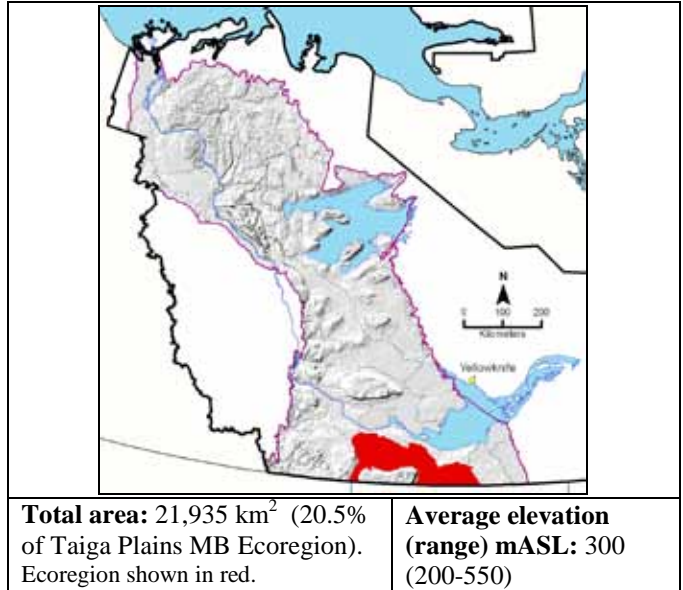 N
0 100 200
Kilometers
Yellowknife
Total area: 21,935 km2 (20.5%
of Taiga Plains MB Ecoregion).
Ecoregion shown in red.
Average elevation
(range) mASL: 300
(200-550)